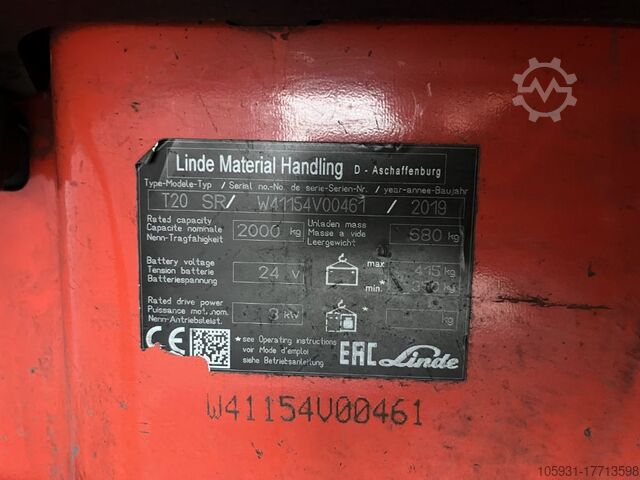 Linde Material Handling D - Aschaffenburg
Type-Modele-Typ / Serial no.-No. de serie-Serien-Nr. / year-annee-Baujahr
T20 SR/ W41154V00461 / 2019
Rated capacity
Capacite nominale
Nenn-Tragfahigkeit
2000 kg
Unladen mass
Masse a vide
Leergewicht
kg
Battery voltage
Tension batterie
Batteriespannung
24 V
max
415 kg
min.*
kg
Rated drive power
Puissance mot.nom.
Nenn-Antriebsleist.
3 kW
*
kg
CE
*see Operating instructions
voir Mode d'emploi
siehe Betriebsanleitung
EAC Linde
W41154V00461
105931-17713598